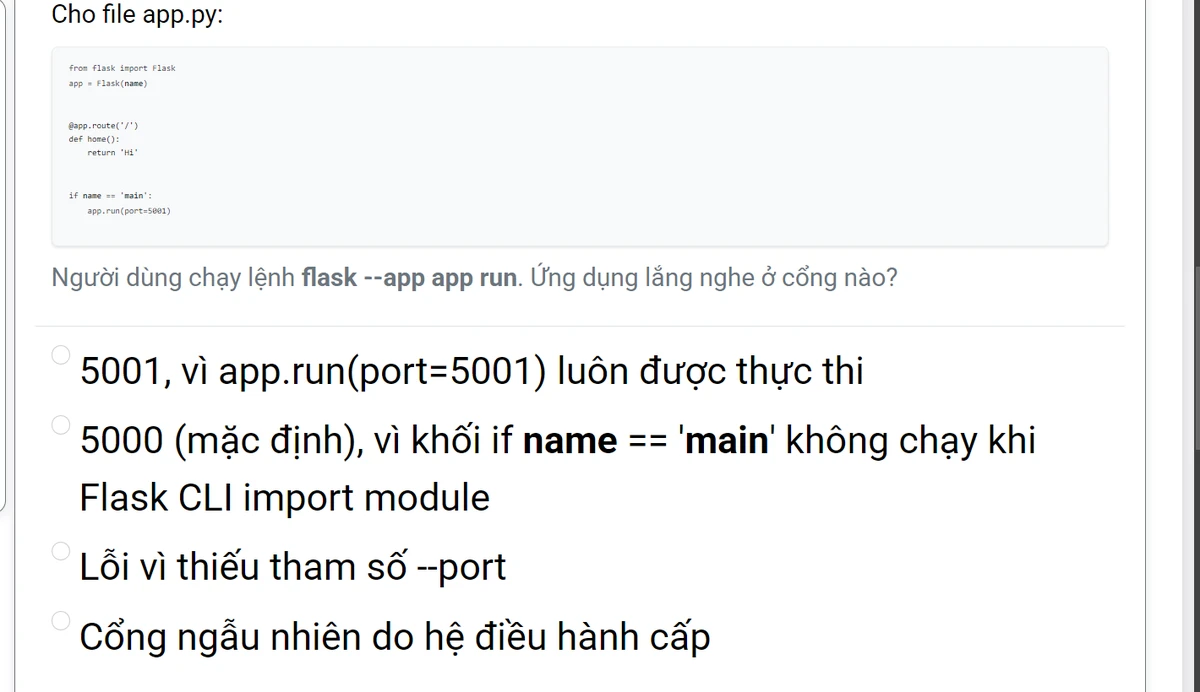 Cho file app.py:
from flask import Flask
app = Flask(name)
@app.route('/')
def home():
    return 'Hi'
if name == 'main':
    app.run(port=5001)
Người dùng chạy lệnh flask --app app run. Ứng dụng lắng nghe ở cổng nào?
5001, vì app.run(port=5001) luôn được thực thi
5000 (mặc định), vì khối if name == 'main' không chạy khi
Flask CLI import module
Lỗi vì thiếu tham số --port
Cổng ngẫu nhiên do hệ điều hành cấp